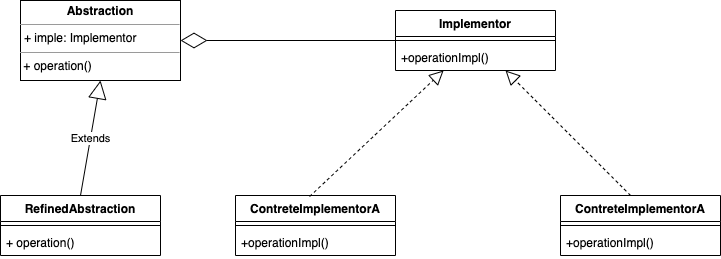 Abstraction
+ imple: Implementor
+ operation()
Implementor
+operationImpl()
Extends
RefinedAbstraction
+ operation()
ContreteImplementorA
+operationImpl()
ContreteImplementorA
+operationImpl()